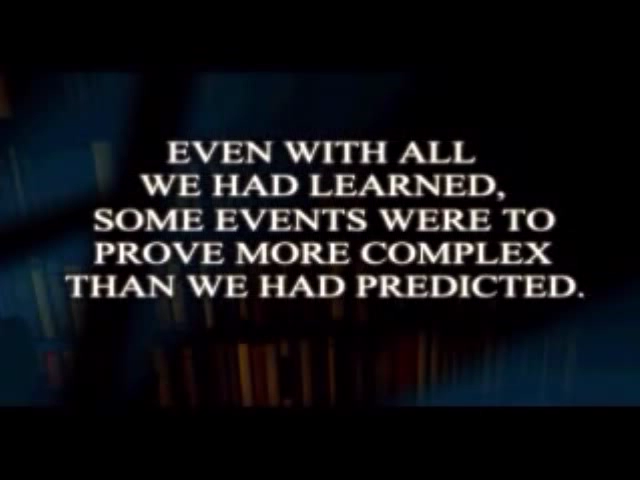 EVEN WITH ALL
WE HAD LEARNED,
SOME EVENTS WERE TO
PROVE MORE COMPLEX
THAN WE HAD PREDICTED.